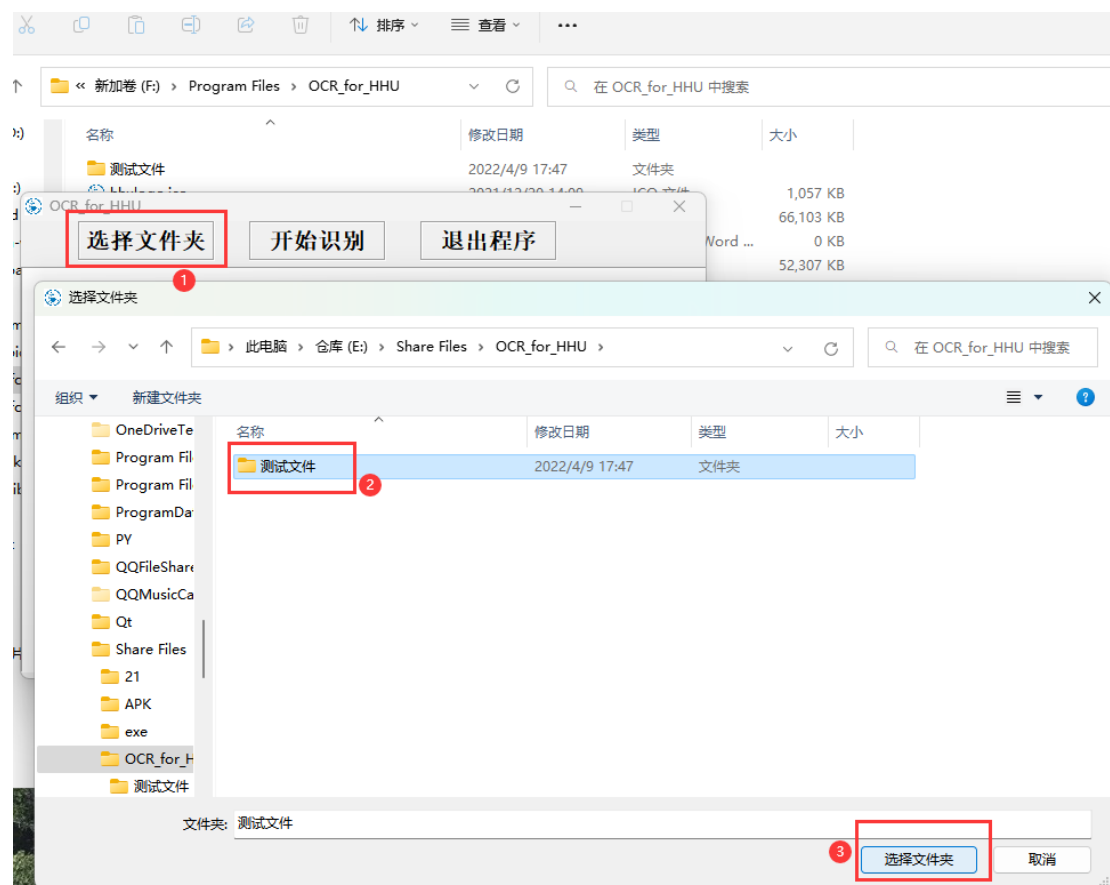 排序 查看 ...
« 新加卷 (F:) › Program Files › OCR_for_HHU 在 OCR_for_HHU 中搜索
名称 修改日期 类型 大小
测试文件 2022/4/9 17:47 文件夹
1,057 KB
OCR_for_HHU
66,103 KB
选择文件夹 开始识别 退出程序
Word ... 0 KB
52,307 KB
1
选择文件夹
› 此电脑 › 仓库 (E:) › Share Files › OCR_for_HHU › 在 OCR_for_HHU 中搜索
组织 新建文件夹 ?
OneDriveTe
名称 修改日期 类型 大小
Program Fil
测试文件 2022/4/9 17:47 文件夹
2
Program Fil
ProgramDa
PY
QQFileShare
QQMusicCa
Qt
Share Files
21
APK
exe
OCR_for_H
测试文件
文件夹: 测试文件
3
选择文件夹 取消